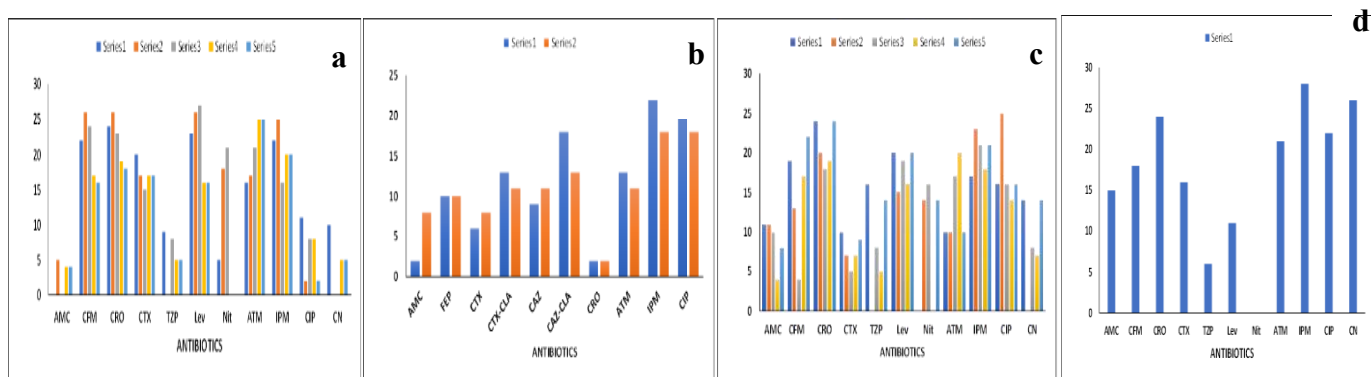 a
Series1 Series2 Series3 Series4 Series5
30
25
20
15
10
5
0
AMC CFM CRO CTX TZP Lev Nit ATM IPM CIP CN
ANTIBIOTICS
b
Series1 Series2
25
20
15
10
5
0
AMC FEP CTX CTX-CLA CAZ CAZ-CLA CRO ATM IPM CIP
ANTIBIOTICS
c
Series1 Series2 Series3 Series4 Series5
30
25
20
15
10
5
0
AMC CFM CRO CTX TZP Lev Nit ATM IPM CIP CN
ANTIBIOTICS
d
Series1
30
25
20
15
10
5
0
AMC CFM CRO CTX TZP Lev Nit ATM IPM CIP CN
ANTIBIOTICS